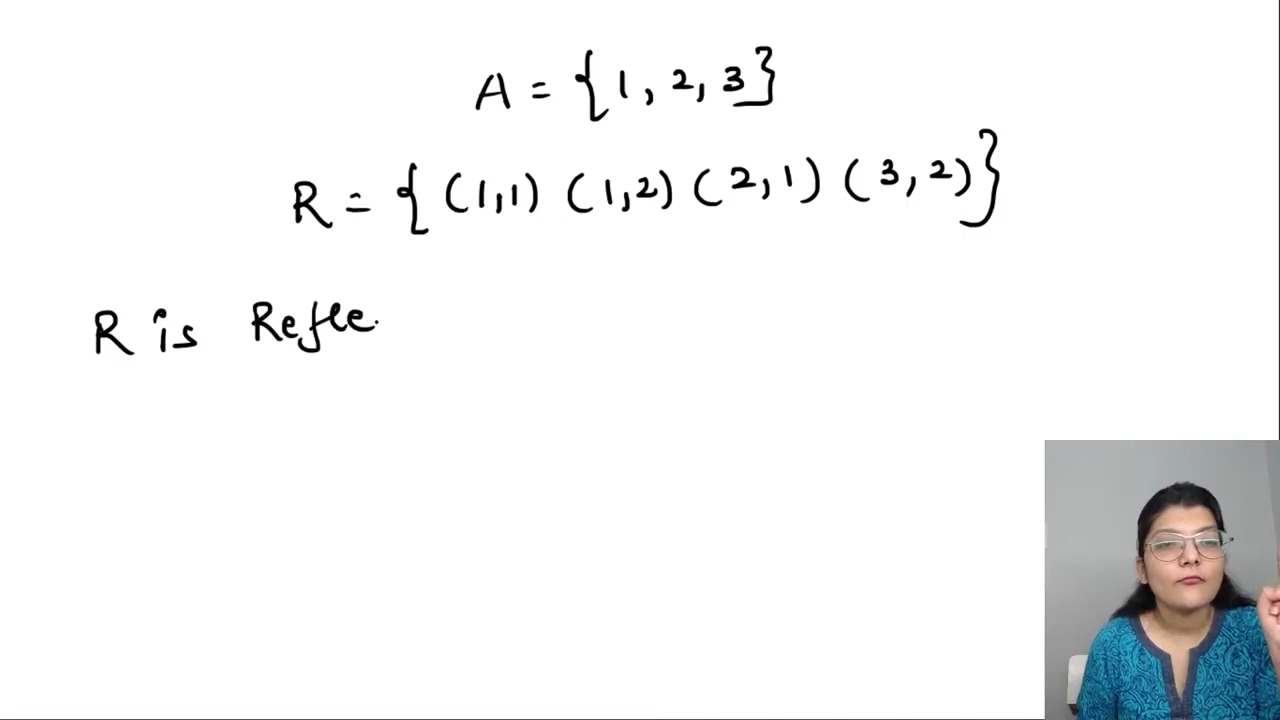 A = {1, 2, 3}
R = {(1,1) (1,2) (2,1) (3,2)}
R is Refle